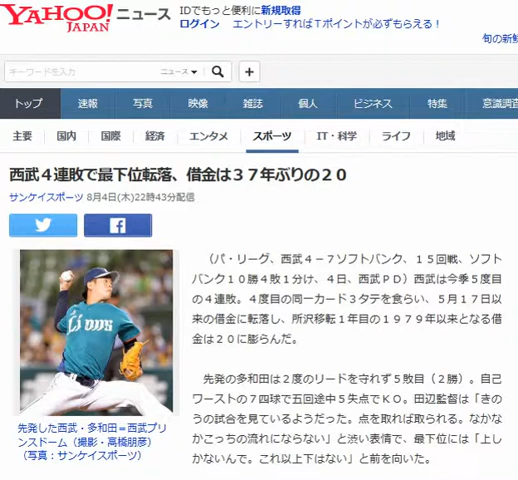 YAHOO! ニュース
JAPAN
IDでもっと便利に新規取得
ログイン エントリーすればTポイントが必ずもらえる!
旬の新鮮
キーワードを入力
ニュース
トップ 速報 写真 映像 雑誌 個人 ビジネス 特集 意識調査
主要 国内 国際 経済 エンタメ スポーツ IT・科学 ライフ 地域
西武4連敗で最下位転落、借金は37年ぶりの20
サンケイスポーツ 8月4日(木)22時43分配信
(パ・リーグ、西武4-7ソフトバンク、15回戦、ソフト
バンク10勝4敗1分け、4日、西武PD)西武は今季5度目
の4連敗。4度目の同一カード3タテを食らい、5月17日以
来の借金に転落し、所沢移転1年目の1979年以来となる借
金は20に膨らんだ。
先発の多和田は2度のリードを守れず5敗目(2勝)。自己
ワーストの7四球で五回途中5失点でKO。田辺監督は「きの
うの試合を見ているようだった。点を取れば取られる。なかな
かこっちの流れにならない」と渋い表情で、最下位には「上し
かないんで。これ以上下はない」と前を向いた。
Lions
先発した西武・多和田=西武プリ
ンスドーム(撮影・高橋朋彦)
(写真:サンケイスポーツ)